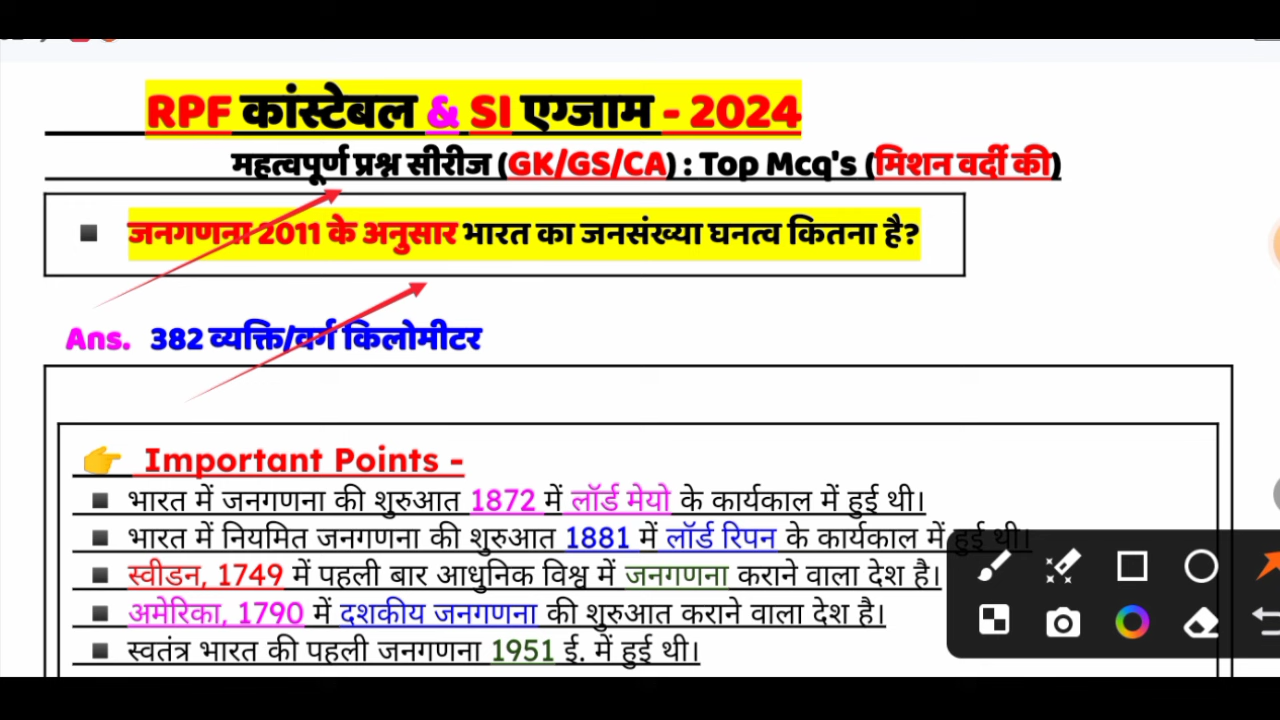 RPF कांस्टेबल & SI एग्जाम - 2024
महत्वपूर्ण प्रश्न सीरीज (GK/GS/CA) : Top Mcq's (मिशन वर्दी की)
▪ जनगणना 2011 के अनुसार भारत का जनसंख्या घनत्व कितना है?
Ans. 382 व्यक्ति/वर्ग किलोमीटर
👉 Important Points -
▪ भारत में जनगणना की शुरुआत 1872 में लॉर्ड मेयो के कार्यकाल में हुई थी।
▪ भारत में नियमित जनगणना की शुरुआत 1881 में लॉर्ड रिपन के कार्यकाल में हुई थी।
▪ स्वीडन, 1749 में पहली बार आधुनिक विश्व में जनगणना कराने वाला देश है।
▪ अमेरिका, 1790 में दशकीय जनगणना की शुरुआत कराने वाला देश है।
▪ स्वतंत्र भारत की पहली जनगणना 1951 ई. में हुई थी।